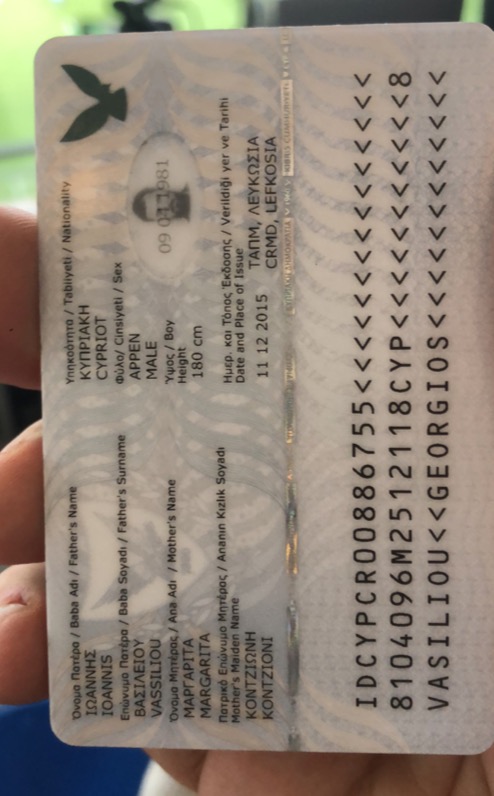 Όνομα Πατέρα / Baba Adı / Father's Name
ΙΩΑΝΝΗΣ
IOANNIS
Επώνυμο Πατέρα / Baba Soyadı / Father's Surname
ΒΑΣΙΛΕΙΟΥ
VASSILIOU
Όνομα Μητέρας / Ana Adı / Mother's Name
ΜΑΡΓΑΡΙΤΑ
MARGARITA
Πατρικό Επώνυμο Μητέρας / Ananın Kızlık Soyadı
Mother's Maiden Name
ΚΟΝΤΖΙΩΝΗ
KONTZIONI
Υπηκοότητα / Tabiiyeti / Nationality
ΚΥΠΡΙΑΚΗ
CYPRIOT
Φύλο/ Cinsiyeti / Sex
ΑΡΡΕΝ
MALE
Ύψος / Boy
Height
180 cm
Ημερ. και Τόπος Έκδοσης / Verildiği yer ve Tarihi
Date and Place of Issue
11 12 2015 ΤΑΠΜ, ΛΕΥΚΩΣΙΑ
CRMD, LEFKOSIA
IDCYPCR00886755<<<<<<<<<<<<<<<
8104096M2512118CYP<<<<<<<<<<<8
VASILIOU<<GEORGIOS<<<<<<<<<<<<